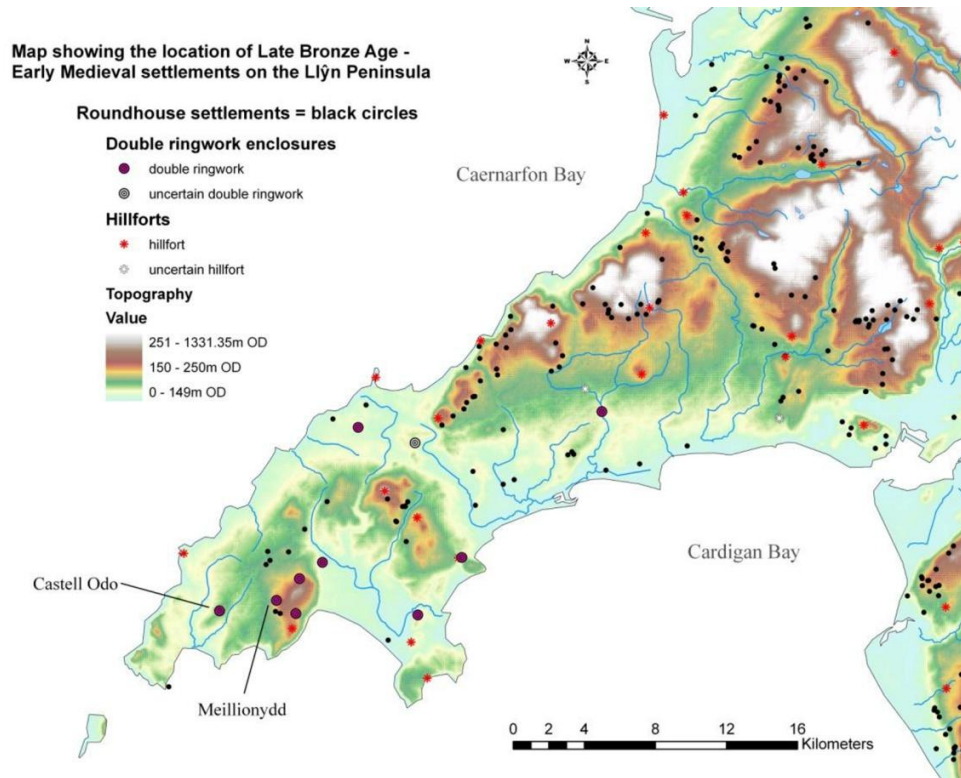 Map showing the location of Late Bronze Age -
Early Medieval settlements on the Llŷn Peninsula
Roundhouse settlements = black circles
Double ringwork enclosures
double ringwork
uncertain double ringwork
Hillforts
hillfort
uncertain hillfort
Topography
Value
251 - 1331.35m OD
150 - 250m OD
0 - 149m OD
N
W E
S
Caernarfon Bay
Cardigan Bay
Castell Odo
Meillionydd
0 2 4 8 12 16
Kilometers